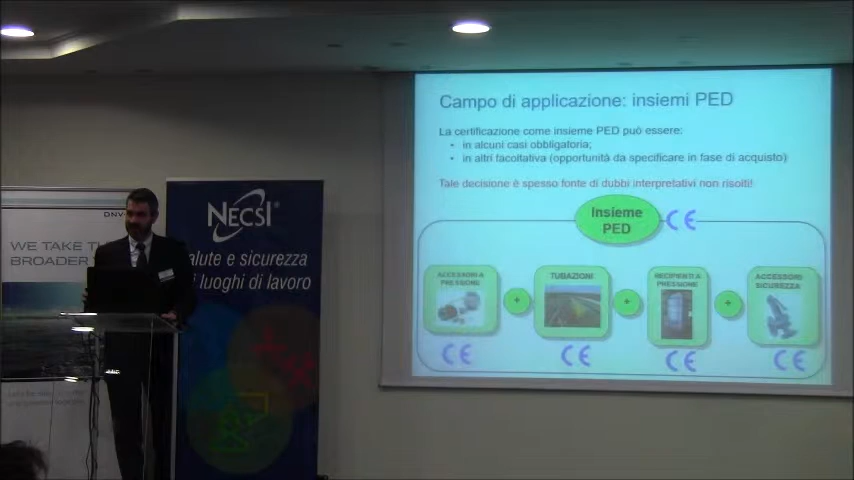 Campo di applicazione: insiemi PED
La certificazione come insieme PED può essere:
• in alcuni casi obbligatoria;
• in altri facoltativa (opportunità da specificare in fase di acquisto)
Tale decisione è spesso fonte di dubbi interpretativi non risolti!
Insieme
PED
CE
ACCESSORI A
PRESSIONE
+
TUBAZIONI
+
RECIPIENTI A
PRESSIONE
+
ACCESSORI
SICUREZZA
CE
CE
CE
CE
DNV
WE TAKE
BROADER
NECSI®
alute e sicurezza
i luoghi di lavoro